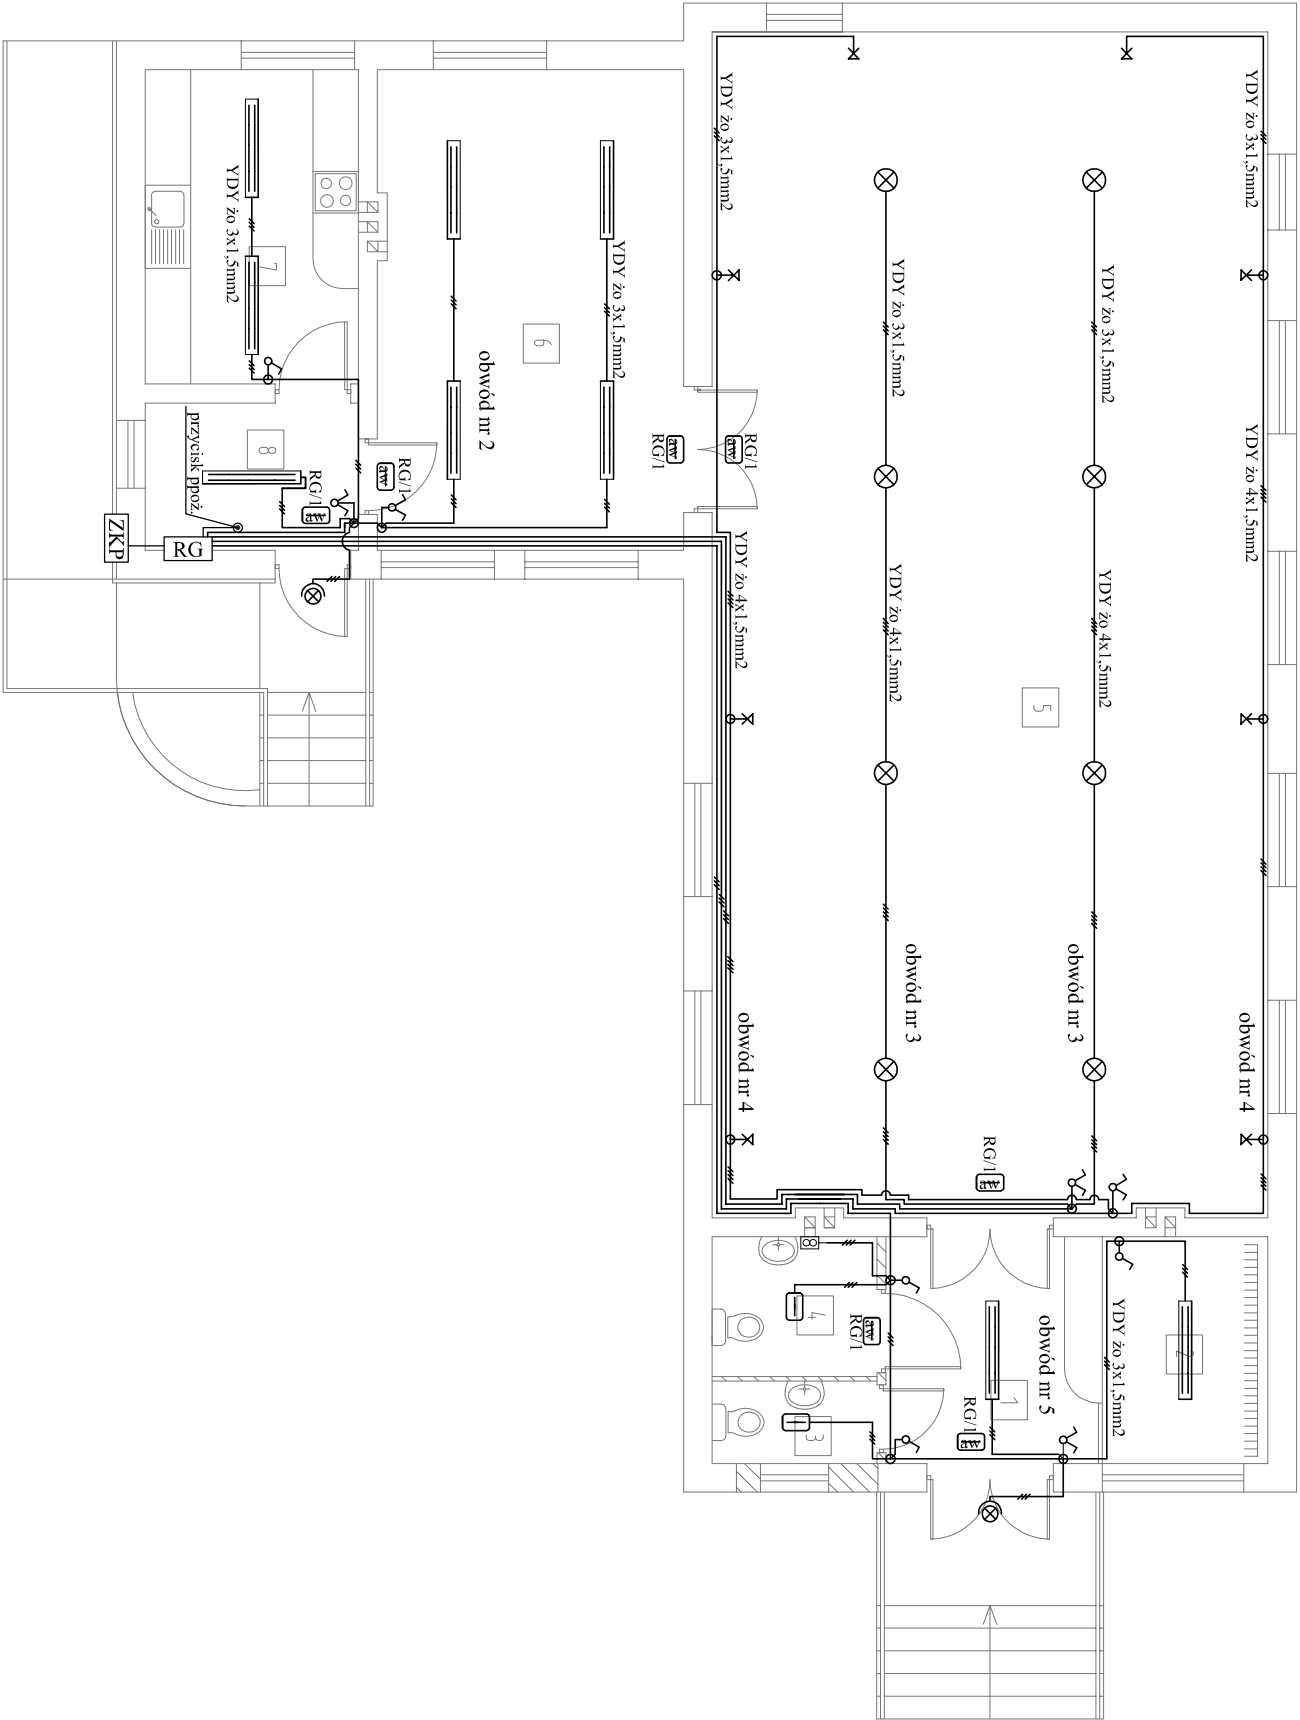 YDY żo 3x1,5mm2
YDY żo 3x1,5mm2
YDY żo 3x1,5mm2
7
YDY żo 3x1,5mm2
6
YDY żo 3x1,5mm2
YDY żo 3x1,5mm2
obwód nr 2
przycisk ppoż.
8
RG/1
aw
RG/1
aw
aw
RG/1
RG/1
aw
YDY żo 4x1,5mm2
ZKP
RG
YDY żo 4x1,5mm2
YDY żo 4x1,5mm2
YDY żo 4x1,5mm2
5
obwód nr 3
obwód nr 3
obwód nr 4
obwód nr 4
RG/1
aw
8
4
aw
RG/1
YDY żo 3x1,5mm2
2
obwód nr 5
1
RG/1
aw
3